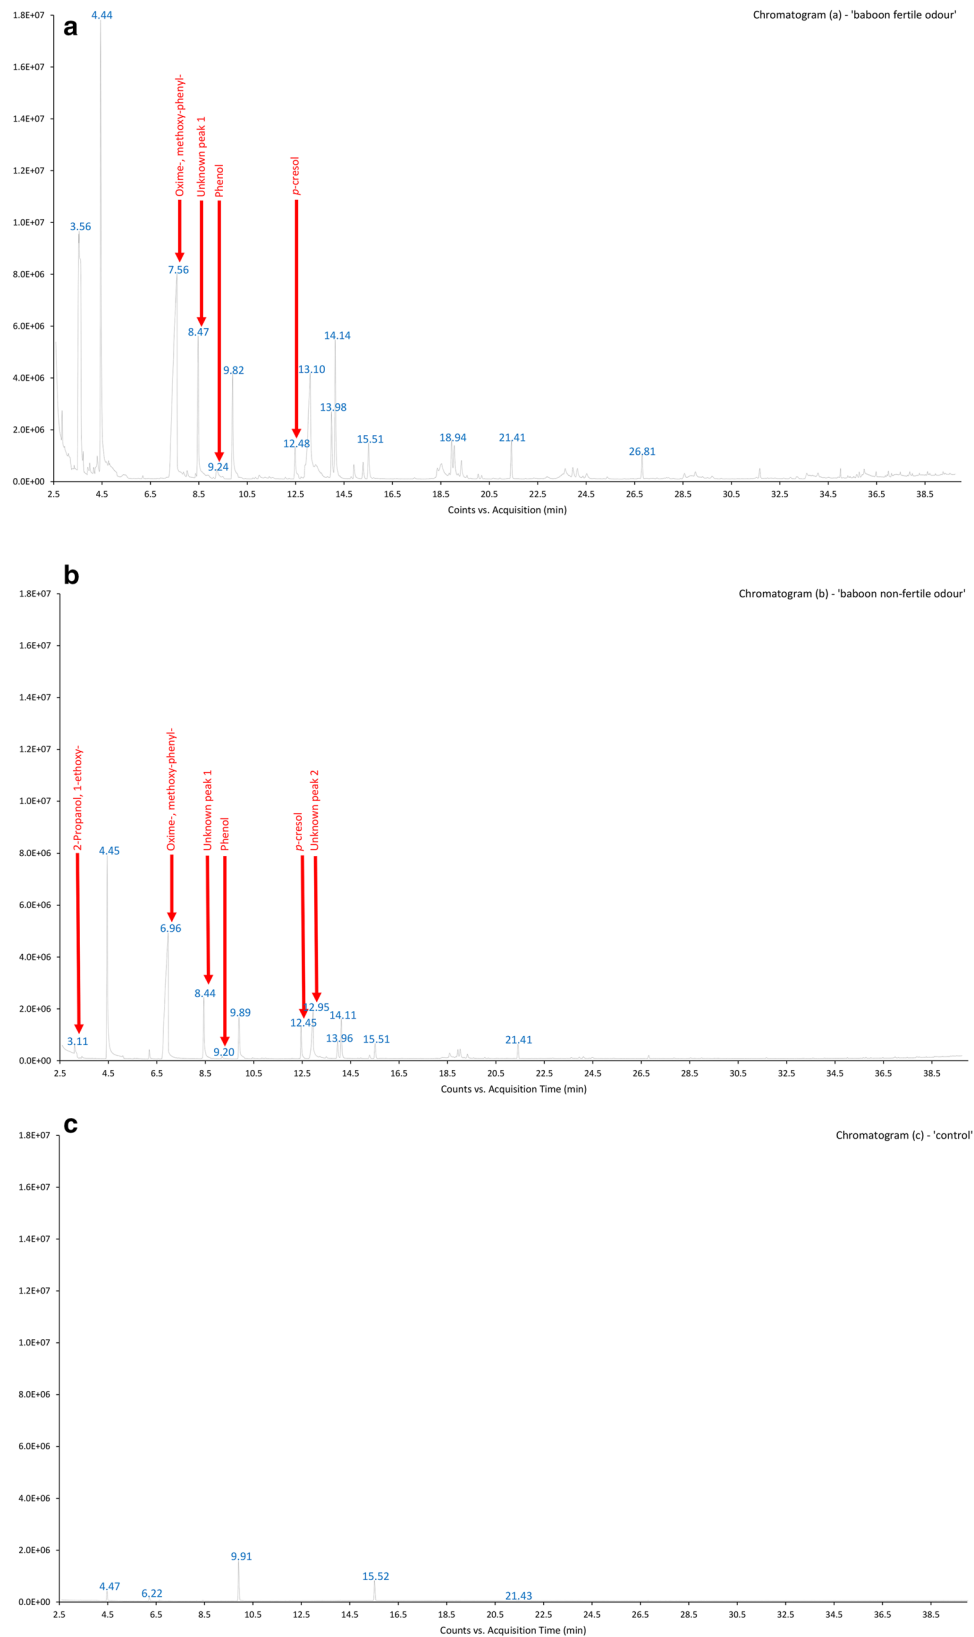 a
Chromatogram (a) - 'baboon fertile odour'
1.8E+07
1.6E+07
1.4E+07
1.2E+07
1.0E+07
8.0E+06
6.0E+06
4.0E+06
2.0E+06
0.0E+00
4.44
3.56
Oxime-, methoxy-phenyl-
Unknown peak 1
Phenol
p-cresol
7.56
8.47
9.24
9.82
12.48
13.10
13.98
14.14
15.51
18.94
21.41
26.81
2.5 4.5 6.5 8.5 10.5 12.5 14.5 16.5 18.5 20.5 22.5 24.5 26.5 28.5 30.5 32.5 34.5 36.5 38.5
Coints vs. Acquisition (min)
b
Chromatogram (b) - 'baboon non-fertile odour'
1.8E+07
1.6E+07
1.4E+07
1.2E+07
1.0E+07
8.0E+06
6.0E+06
4.0E+06
2.0E+06
0.0E+00
2-Propanol, 1-ethoxy-
Oxime-, methoxy-phenyl-
Unknown peak 1
Phenol
p-cresol
Unknown peak 2
3.11
4.45
6.96
8.44
9.20
9.89
12.45
12.95
13.96
14.11
15.51
21.41
2.5 4.5 6.5 8.5 10.5 12.5 14.5 16.5 18.5 20.5 22.5 24.5 26.5 28.5 30.5 32.5 34.5 36.5 38.5
Counts vs. Acquisition Time (min)
c
Chromatogram (c) - 'control'
1.8E+07
1.6E+07
1.4E+07
1.2E+07
1.0E+07
8.0E+06
6.0E+06
4.0E+06
2.0E+06
0.0E+00
4.47
6.22
9.91
15.52
21.43
2.5 4.5 6.5 8.5 10.5 12.5 14.5 16.5 18.5 20.5 22.5 24.5 26.5 28.5 30.5 32.5 34.5 36.5 38.5
Counts vs. Acquisition Time (min)